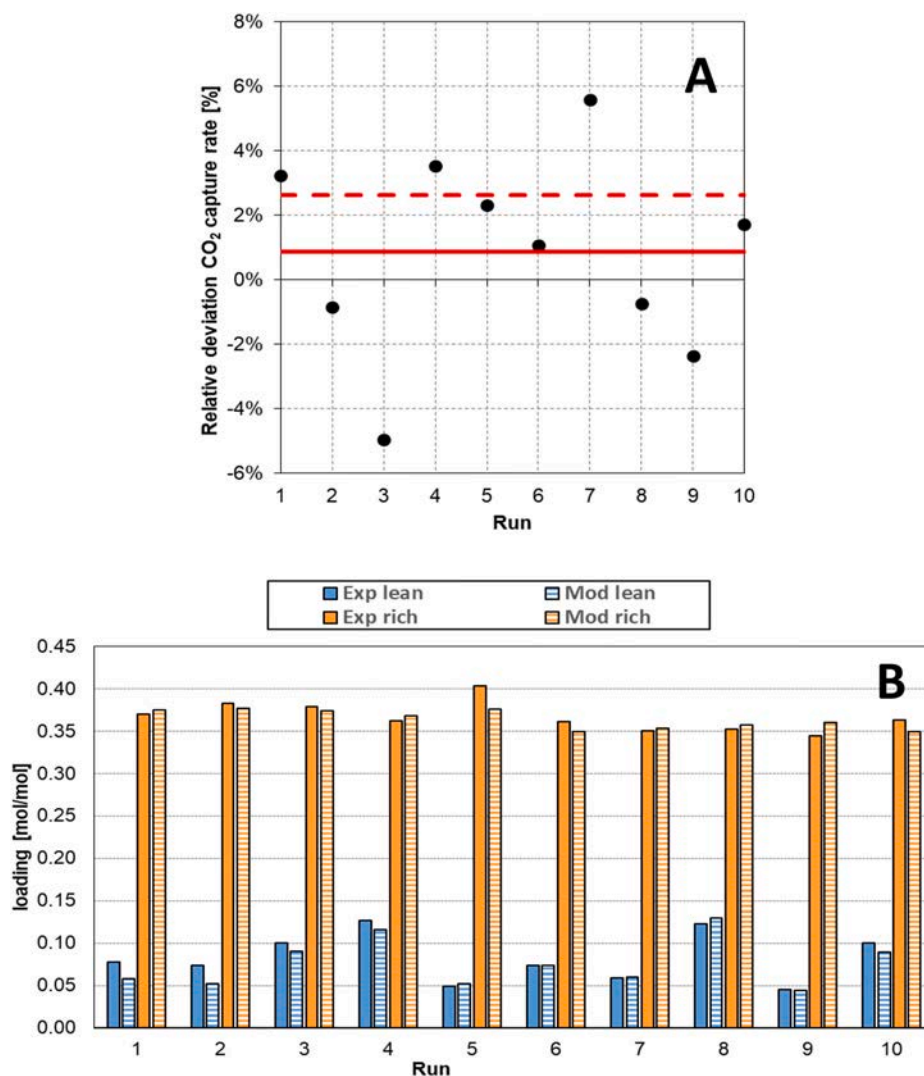 A
Relative deviation CO₂ capture rate [%]
8%
6%
4%
2%
0%
-2%
-4%
-6%
1 2 3 4 5 6 7 8 9 10
Run
Exp lean Mod lean
Exp rich Mod rich
B
loading [mol/mol]
0.45
0.40
0.35
0.30
0.25
0.20
0.15
0.10
0.05
0.00
1 2 3 4 5 6 7 8 9 10
Run